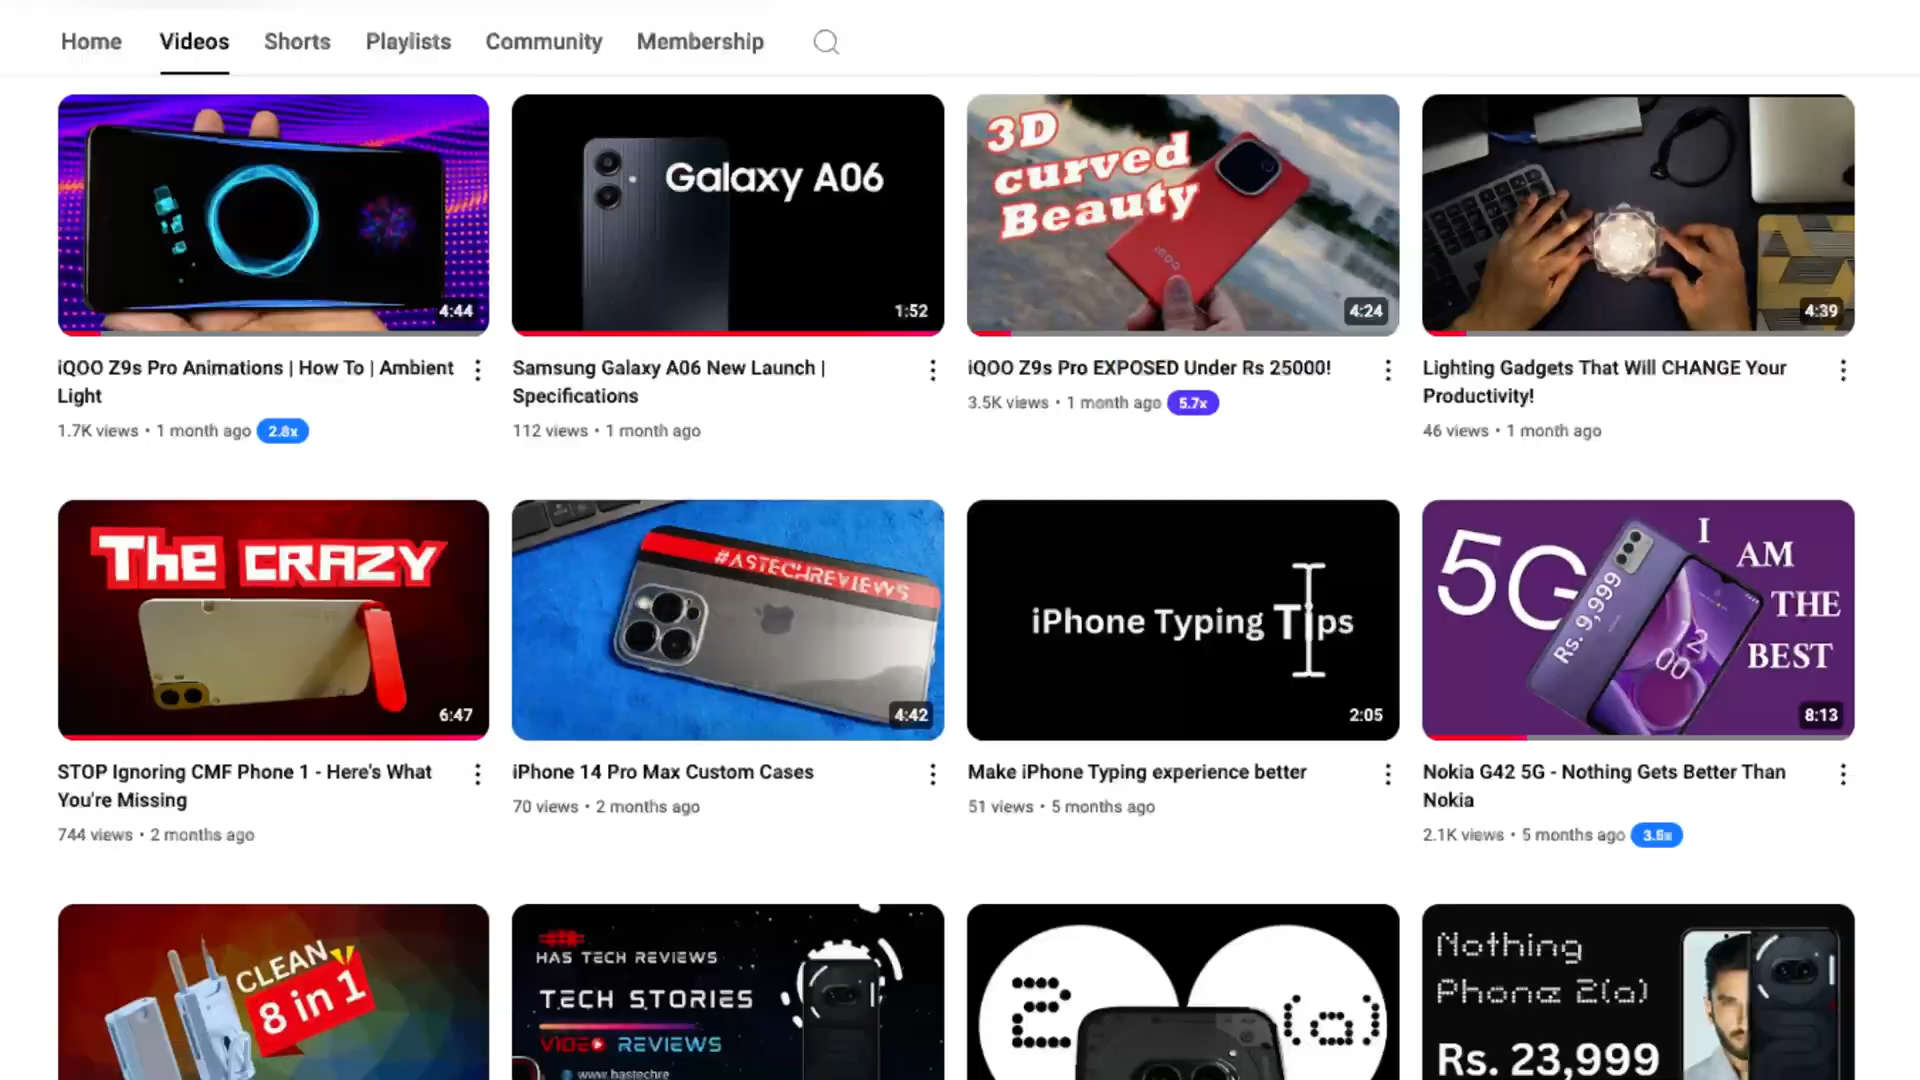 Home Videos Shorts Playlists Community Membership
4:44
Galaxy A06
1:52
3D
curved
Beauty
iQOO
4:24
4:39
iQOO Z9s Pro Animations | How To | Ambient
Light
1.7K views • 1 month ago 2.8x
Samsung Galaxy A06 New Launch |
Specifications
112 views • 1 month ago
iQOO Z9s Pro EXPOSED Under Rs 25000!
3.5K views • 1 month ago 5.7x
Lighting Gadgets That Will CHANGE Your
Productivity!
46 views • 1 month ago
The CRAZY
6:47
#ASTECHREVIEWS
4:42
iPhone Typing Tips
2:05
5G
Rs. 9,999
I
AM
THE
BEST
8:13
STOP Ignoring CMF Phone 1 - Here's What
You're Missing
744 views • 2 months ago
iPhone 14 Pro Max Custom Cases
70 views • 2 months ago
Make iPhone Typing experience better
51 views • 5 months ago
Nokia G42 5G - Nothing Gets Better Than
Nokia
2.1K views • 5 months ago
CLEAN
8 in 1
HAS TECH REVIEWS
TECH STORIES
VIDEO REVIEWS
www.hastechre
2 (a)
Nothing
Phone 2(a)
Rs. 23,999